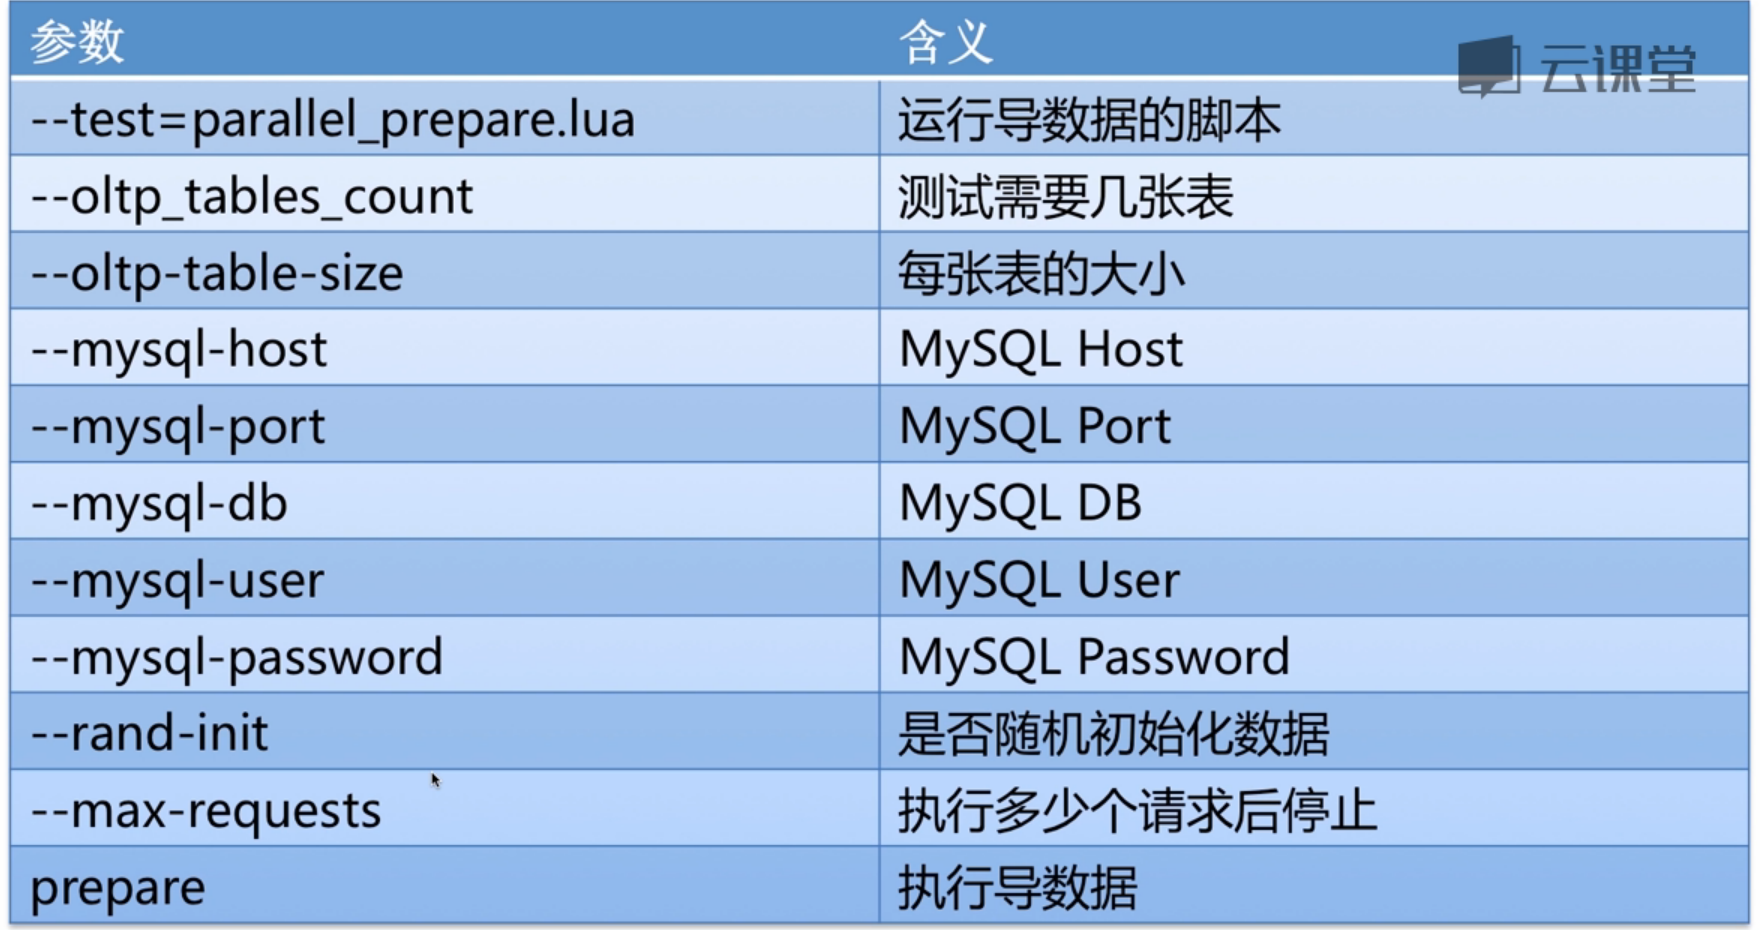 参数 含义
云课堂
--test=parallel_prepare.lua 运行导数据的脚本
--oltp_tables_count 测试需要几张表
--oltp-table-size 每张表的大小
--mysql-host MySQL Host
--mysql-port MySQL Port
--mysql-db MySQL DB
--mysql-user MySQL User
--mysql-password MySQL Password
--rand-init 是否随机初始化数据
--max-requests 执行多少个请求后停止
prepare 执行导数据